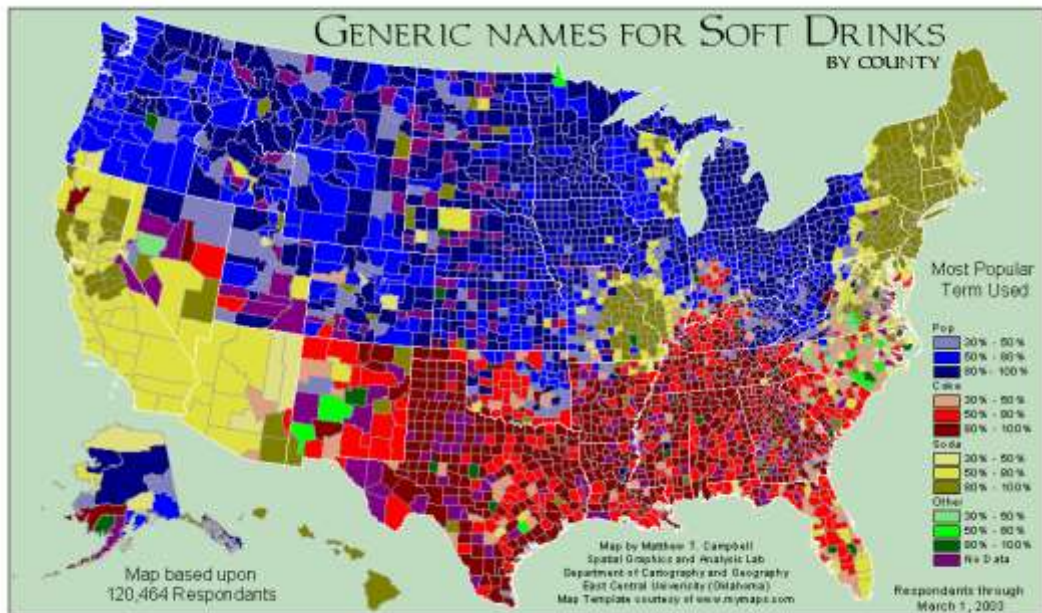 GENERIC NAMES FOR SOFT DRINKS
BY COUNTY
Most Popular
Term Used
Pop
30% - 50%
50% - 80%
80% - 100%
Coke
30% - 50%
50% - 80%
80% - 100%
Soda
30% - 50%
50% - 80%
80% - 100%
Other
30% - 50%
50% - 80%
80% - 100%
No Data
Map based upon
120,464 Respondants
Map by Matthew T. Campbell
Spatial Graphics and Analysis Lab
Department of Cartography and Geography
East Central University (Oklahoma)
Map Template courtesy of www.mymaps.com
Respondents through
March 1, 2003